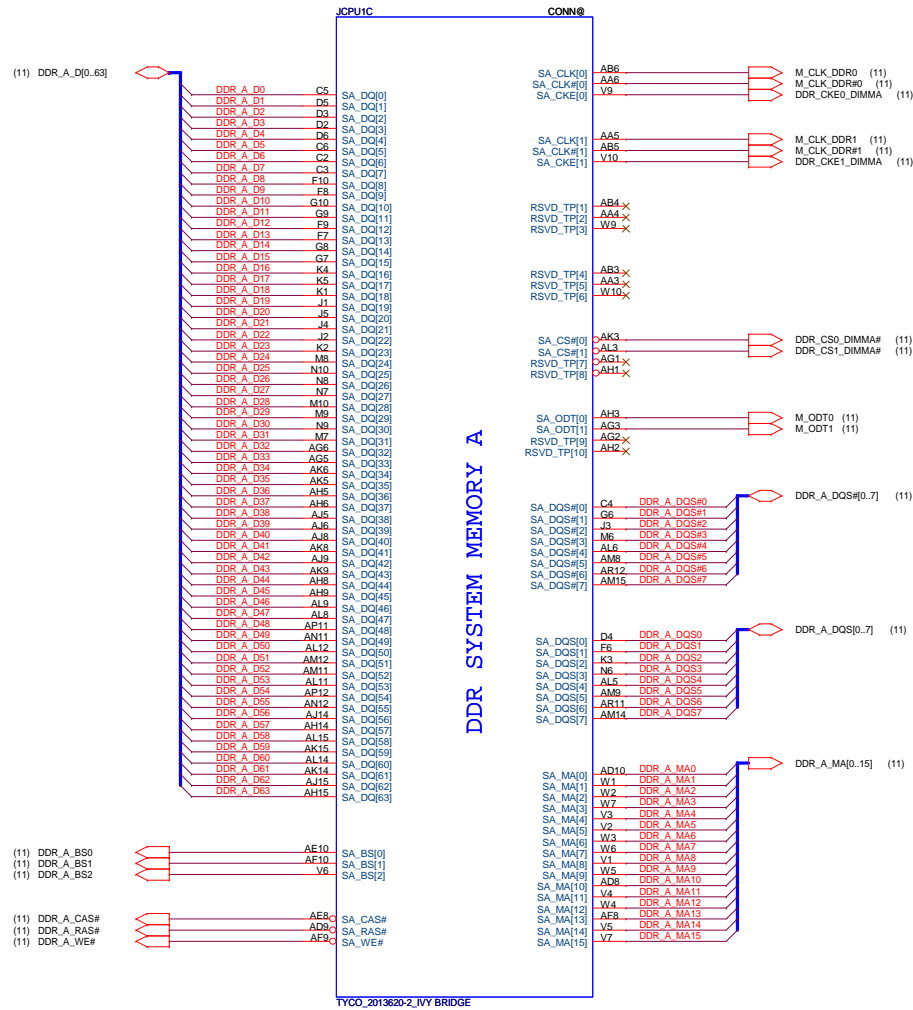 JCPU1C CONN@
(11) DDR_A_D[0..63]
DDR_A_D0 C5 SA_DQ[0]
DDR_A_D1 D5 SA_DQ[1]
DDR_A_D2 D3 SA_DQ[2]
DDR_A_D3 D2 SA_DQ[3]
DDR_A_D4 D6 SA_DQ[4]
DDR_A_D5 C6 SA_DQ[5]
DDR_A_D6 C2 SA_DQ[6]
DDR_A_D7 C3 SA_DQ[7]
DDR_A_D8 F10 SA_DQ[8]
DDR_A_D9 F8 SA_DQ[9]
DDR_A_D10 G10 SA_DQ[10]
DDR_A_D11 G9 SA_DQ[11]
DDR_A_D12 F9 SA_DQ[12]
DDR_A_D13 F7 SA_DQ[13]
DDR_A_D14 G8 SA_DQ[14]
DDR_A_D15 G7 SA_DQ[15]
DDR_A_D16 K4 SA_DQ[16]
DDR_A_D17 K5 SA_DQ[17]
DDR_A_D18 K1 SA_DQ[18]
DDR_A_D19 J1 SA_DQ[19]
DDR_A_D20 J5 SA_DQ[20]
DDR_A_D21 J4 SA_DQ[21]
DDR_A_D22 J2 SA_DQ[22]
DDR_A_D23 K2 SA_DQ[23]
DDR_A_D24 M8 SA_DQ[24]
DDR_A_D25 N10 SA_DQ[25]
DDR_A_D26 N8 SA_DQ[26]
DDR_A_D27 N7 SA_DQ[27]
DDR_A_D28 M10 SA_DQ[28]
DDR_A_D29 M9 SA_DQ[29]
DDR_A_D30 N9 SA_DQ[30]
DDR_A_D31 M7 SA_DQ[31]
DDR_A_D32 AG6 SA_DQ[32]
DDR_A_D33 AG5 SA_DQ[33]
DDR_A_D34 AK6 SA_DQ[34]
DDR_A_D35 AK5 SA_DQ[35]
DDR_A_D36 AH5 SA_DQ[36]
DDR_A_D37 AH6 SA_DQ[37]
DDR_A_D38 AJ5 SA_DQ[38]
DDR_A_D39 AJ6 SA_DQ[39]
DDR_A_D40 AJ8 SA_DQ[40]
DDR_A_D41 AK8 SA_DQ[41]
DDR_A_D42 AJ9 SA_DQ[42]
DDR_A_D43 AK9 SA_DQ[43]
DDR_A_D44 AH8 SA_DQ[44]
DDR_A_D45 AH9 SA_DQ[45]
DDR_A_D46 AL9 SA_DQ[46]
DDR_A_D47 AL8 SA_DQ[47]
DDR_A_D48 AP11 SA_DQ[48]
DDR_A_D49 AN11 SA_DQ[49]
DDR_A_D50 AL12 SA_DQ[50]
DDR_A_D51 AM12 SA_DQ[51]
DDR_A_D52 AM11 SA_DQ[52]
DDR_A_D53 AL11 SA_DQ[53]
DDR_A_D54 AP12 SA_DQ[54]
DDR_A_D55 AN12 SA_DQ[55]
DDR_A_D56 AJ14 SA_DQ[56]
DDR_A_D57 AH14 SA_DQ[57]
DDR_A_D58 AL15 SA_DQ[58]
DDR_A_D59 AK15 SA_DQ[59]
DDR_A_D60 AL14 SA_DQ[60]
DDR_A_D61 AK14 SA_DQ[61]
DDR_A_D62 AJ15 SA_DQ[62]
DDR_A_D63 AH15 SA_DQ[63]
(11) DDR_A_BS0 AE10 SA_BS[0]
(11) DDR_A_BS1 AF10 SA_BS[1]
(11) DDR_A_BS2 V6 SA_BS[2]
(11) DDR_A_CAS# AE8 SA_CAS#
(11) DDR_A_RAS# AD9 SA_RAS#
(11) DDR_A_WE# AF9 SA_WE#
DDR SYSTEM MEMORY A
SA_CLK[0] AB6 M_CLK_DDR0 (11)
SA_CLK#[0] AA6 M_CLK_DDR#0 (11)
SA_CKE[0] V9 DDR_CKE0_DIMMA (11)
SA_CLK[1] AA5 M_CLK_DDR1 (11)
SA_CLK#[1] AB5 M_CLK_DDR#1 (11)
SA_CKE[1] V10 DDR_CKE1_DIMMA (11)
RSVD_TP[1] AB4
RSVD_TP[2] AA4
RSVD_TP[3] W9
RSVD_TP[4] AB3
RSVD_TP[5] AA3
RSVD_TP[6] W10
SA_CS#[0] AK3 DDR_CS0_DIMMA# (11)
SA_CS#[1] AL3 DDR_CS1_DIMMA# (11)
RSVD_TP[7] AG1
RSVD_TP[8] AH1
SA_ODT[0] AH3 M_ODT0 (11)
SA_ODT[1] AG3 M_ODT1 (11)
RSVD_TP[9] AG2
RSVD_TP[10] AH2
DDR_A_DQS#[0..7] (11)
SA_DQS#[0] C4 DDR_A_DQS#0
SA_DQS#[1] G6 DDR_A_DQS#1
SA_DQS#[2] J3 DDR_A_DQS#2
SA_DQS#[3] M6 DDR_A_DQS#3
SA_DQS#[4] AL6 DDR_A_DQS#4
SA_DQS#[5] AM8 DDR_A_DQS#5
SA_DQS#[6] AR12 DDR_A_DQS#6
SA_DQS#[7] AM15 DDR_A_DQS#7
DDR_A_DQS[0..7] (11)
SA_DQS[0] D4 DDR_A_DQS0
SA_DQS[1] F6 DDR_A_DQS1
SA_DQS[2] K3 DDR_A_DQS2
SA_DQS[3] N6 DDR_A_DQS3
SA_DQS[4] AL5 DDR_A_DQS4
SA_DQS[5] AM9 DDR_A_DQS5
SA_DQS[6] AR11 DDR_A_DQS6
SA_DQS[7] AM14 DDR_A_DQS7
DDR_A_MA[0..15] (11)
SA_MA[0] AD10 DDR_A_MA0
SA_MA[1] W1 DDR_A_MA1
SA_MA[2] W2 DDR_A_MA2
SA_MA[3] W7 DDR_A_MA3
SA_MA[4] V3 DDR_A_MA4
SA_MA[5] V2 DDR_A_MA5
SA_MA[6] W3 DDR_A_MA6
SA_MA[7] W6 DDR_A_MA7
SA_MA[8] V1 DDR_A_MA8
SA_MA[9] W5 DDR_A_MA9
SA_MA[10] AD8 DDR_A_MA10
SA_MA[11] V4 DDR_A_MA11
SA_MA[12] W4 DDR_A_MA12
SA_MA[13] AF8 DDR_A_MA13
SA_MA[14] V5 DDR_A_MA14
SA_MA[15] V7 DDR_A_MA15
TYCO_2013620-2_IVY BRIDGE